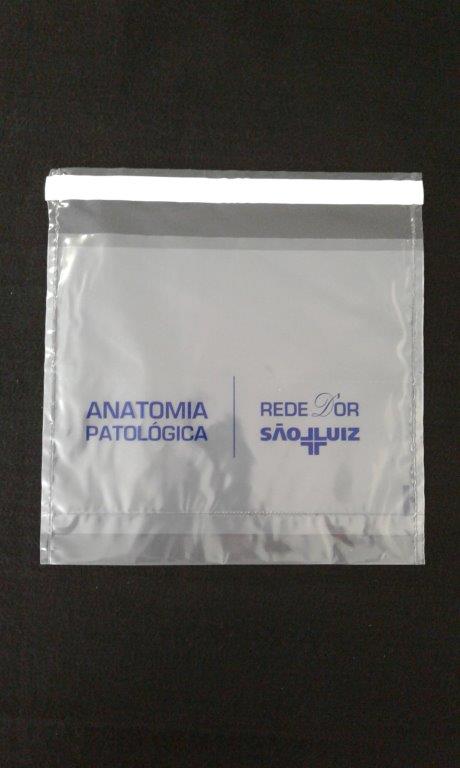 ANATOMIA
PATOLÓGICA
REDE D'OR
SÃO LUIZ